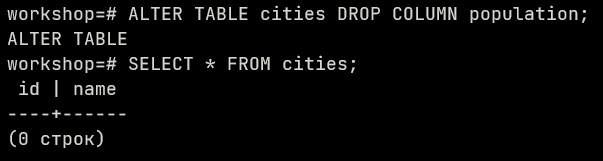 workshop=# ALTER TABLE cities DROP COLUMN population;
ALTER TABLE
workshop=# SELECT * FROM cities;
 id | name
----+------
(0 строк)